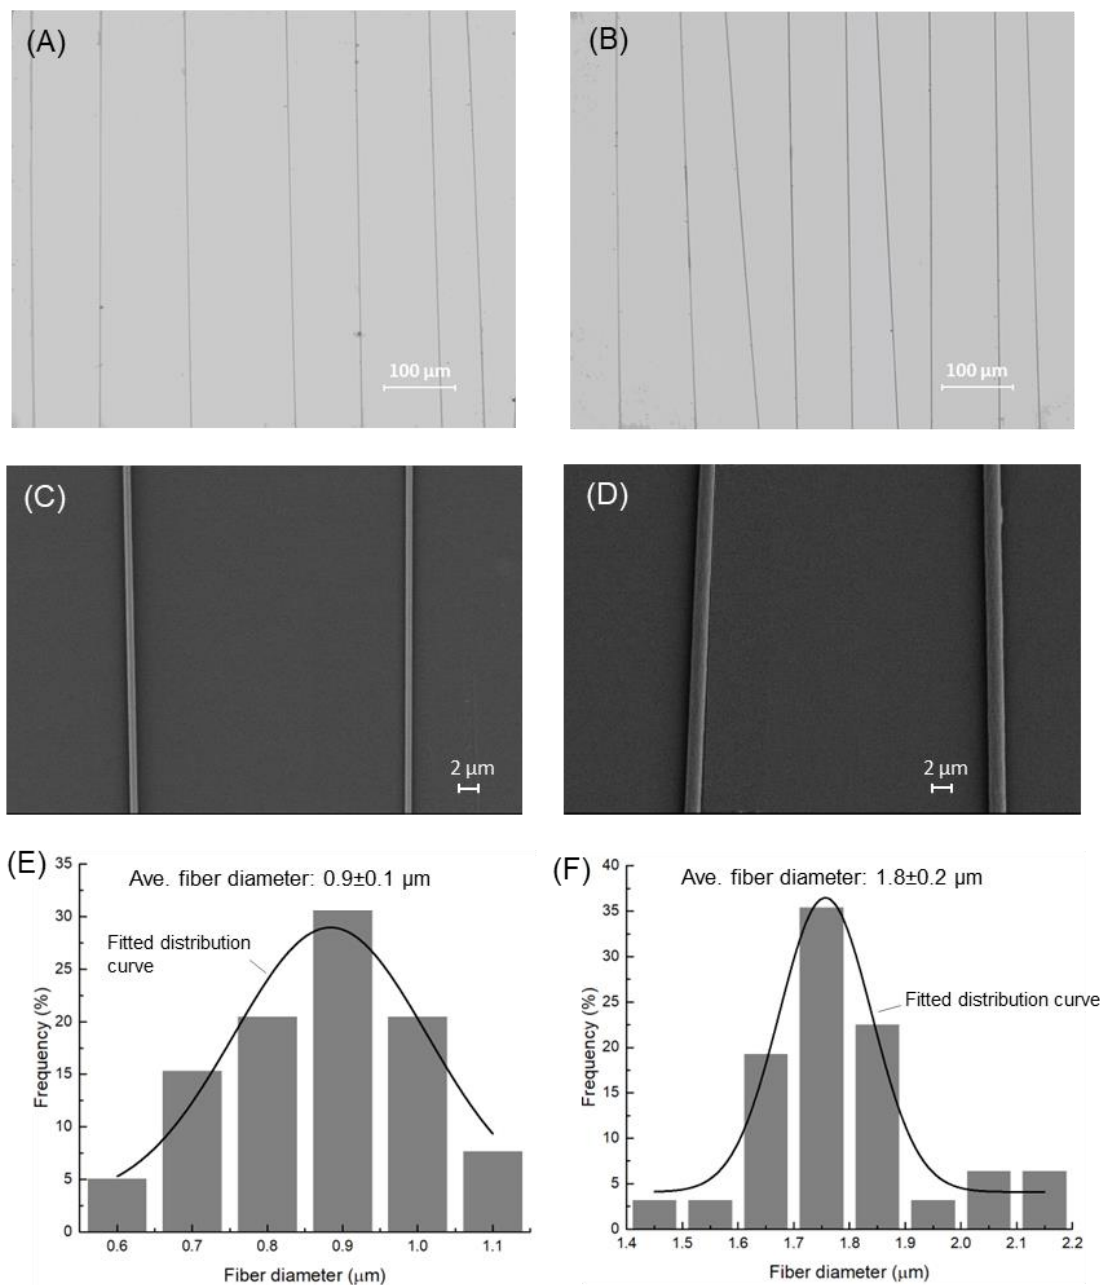 (A)
100 µm
(B)
100 µm
(C)
2 µm
(D)
2 µm
(E)
Ave. fiber diameter: 0.9±0.1 µm
Fitted distribution
curve
Frequency (%)
35
30
25
20
15
10
5
0
0.6 0.7 0.8 0.9 1.0 1.1
Fiber diameter (µm)
(F)
Ave. fiber diameter: 1.8±0.2 µm
Fitted distribution curve
Frequency (%)
40
35
30
25
20
15
10
5
0
1.4 1.5 1.6 1.7 1.8 1.9 2.0 2.1 2.2
Fiber diameter (µm)